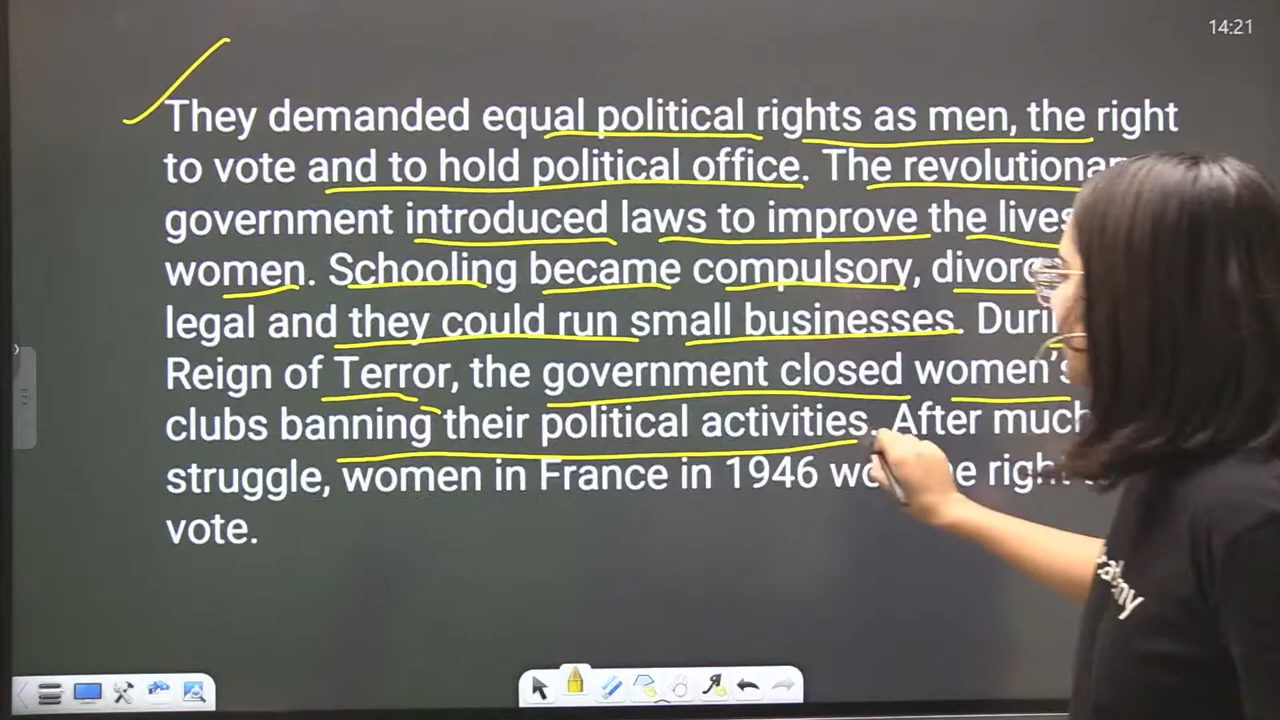 14:21
They demanded equal political rights as men, the right
to vote and to hold political office. The revolutionar
government introduced laws to improve the lives
women. Schooling became compulsory, divorc
legal and they could run small businesses. Duri
Reign of Terror, the government closed women's
clubs banning their political activities. After much
struggle, women in France in 1946 wo e right
vote.